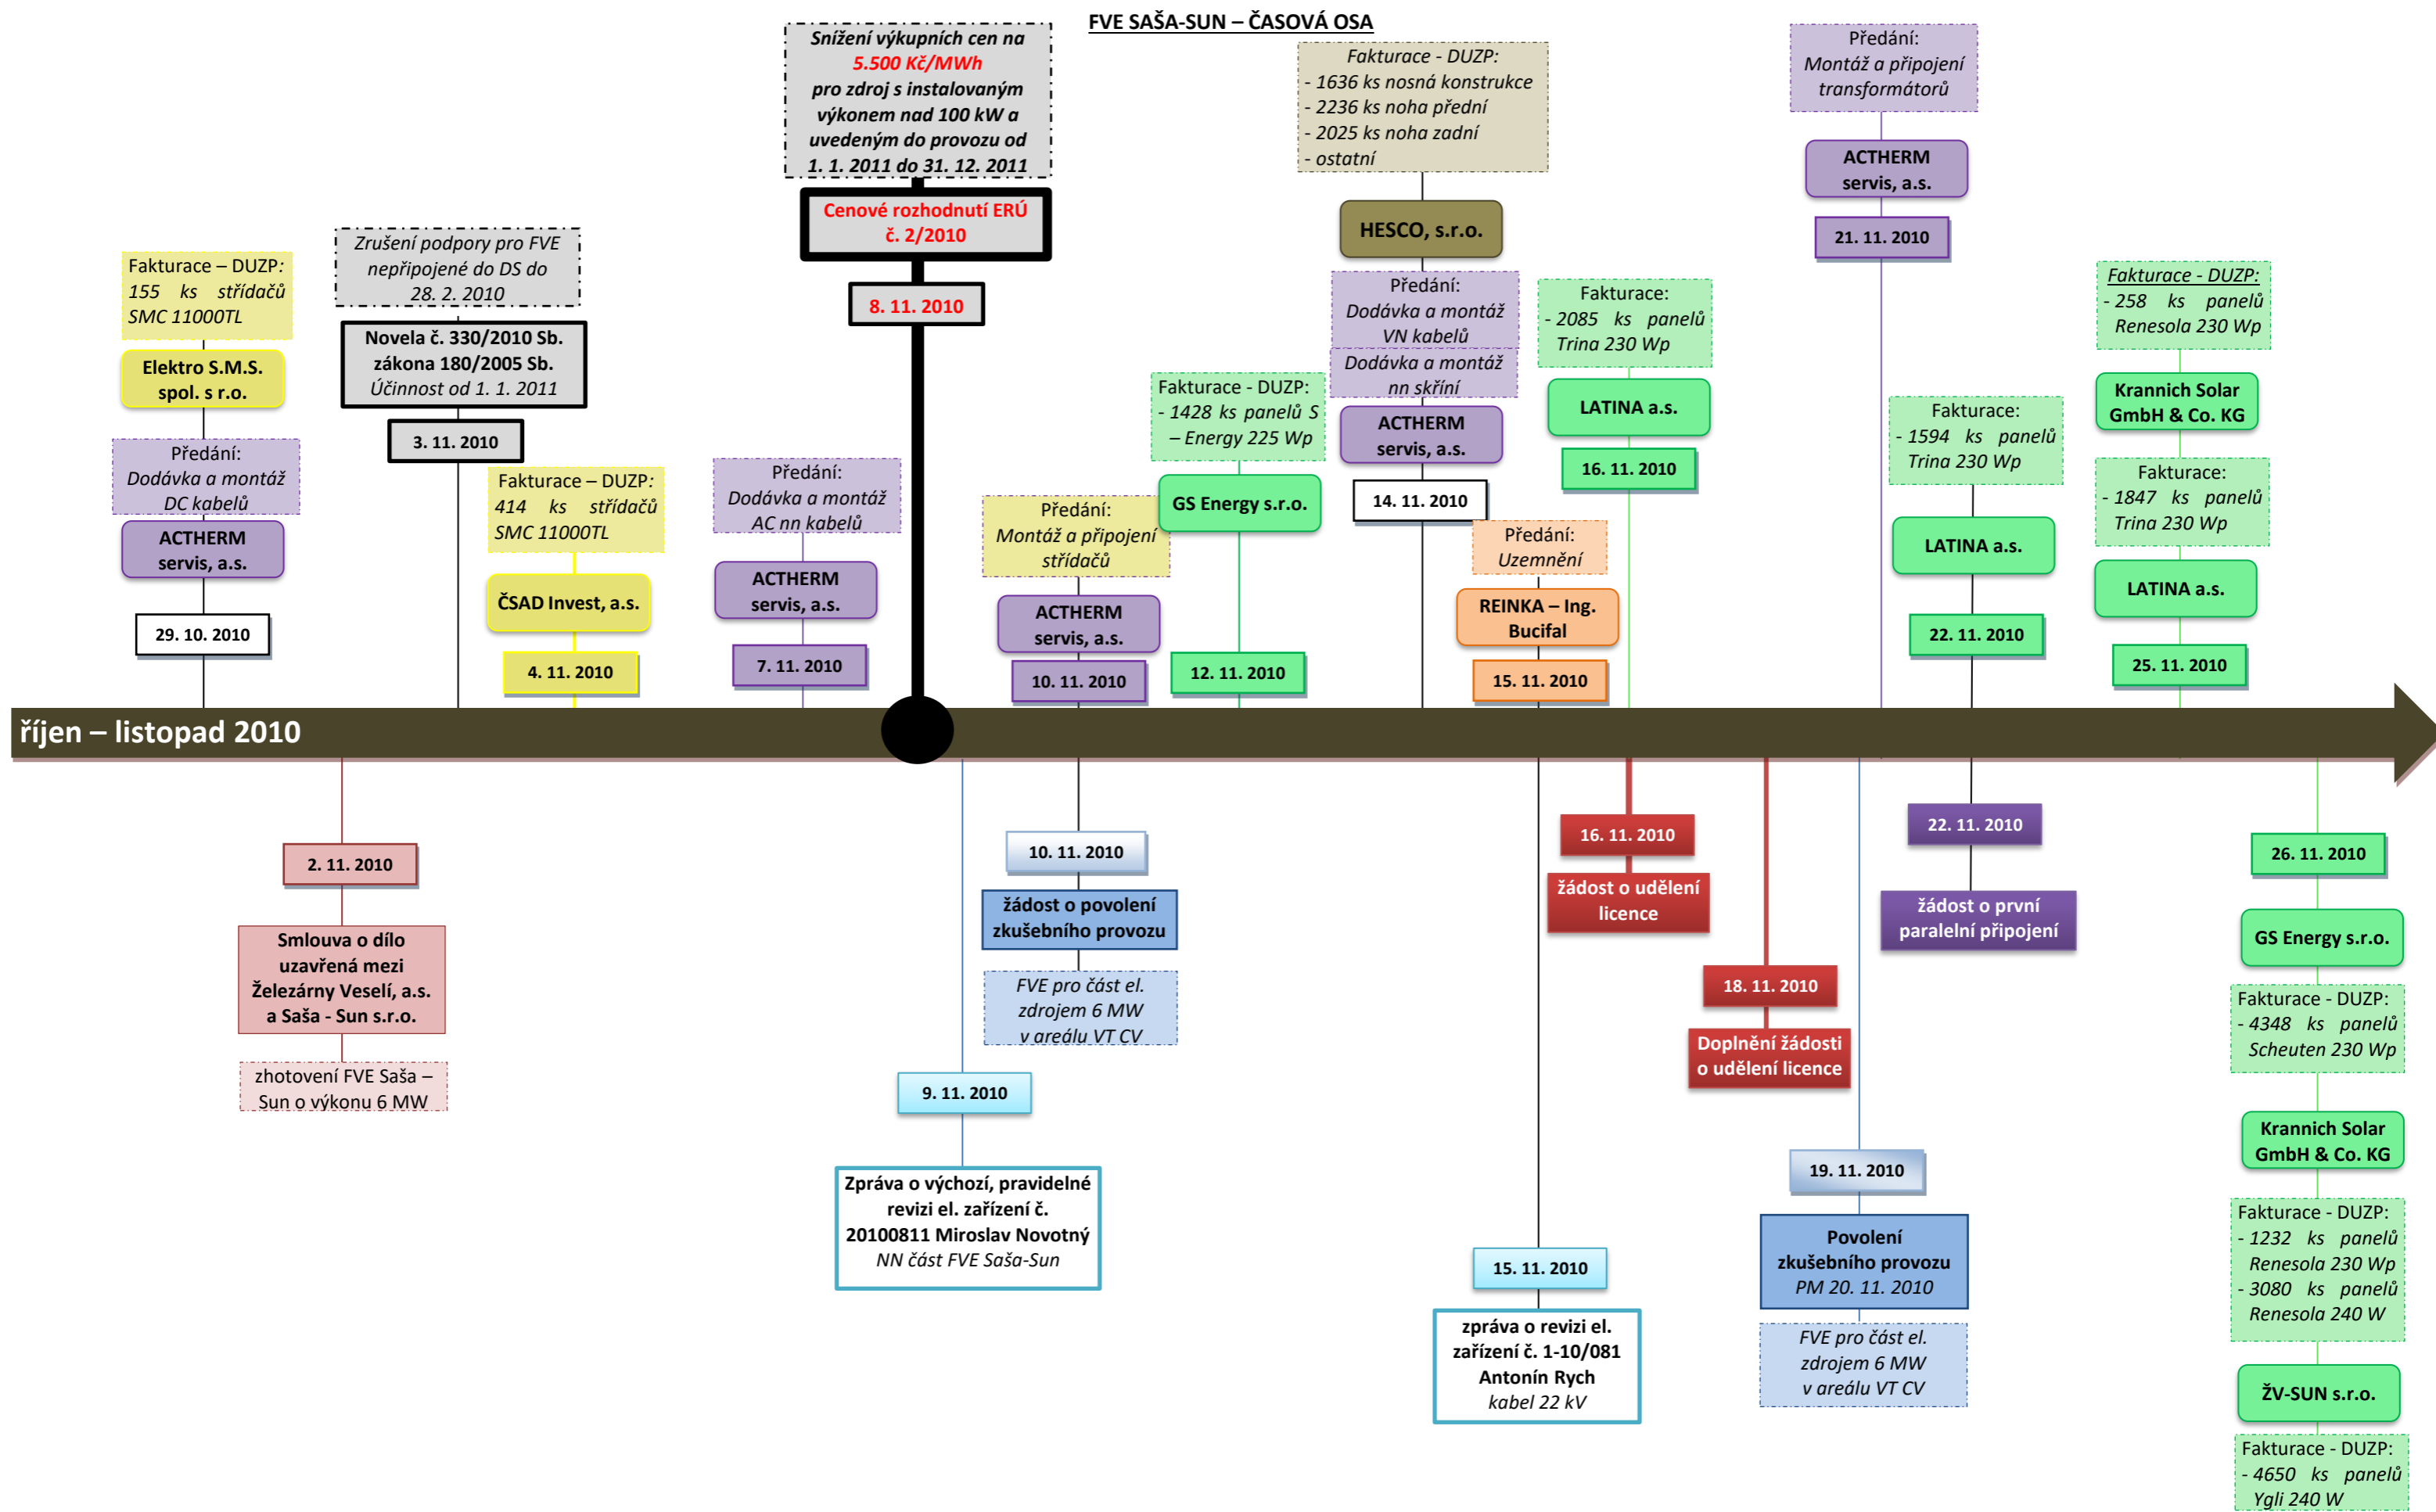 FVE SAŠA-SUN – ČASOVÁ OSA
Fakturace – DUZP:
155 ks střídačů
SMC 11000TL
Elektro S.M.S.
spol. s r.o.
Předání:
Dodávka a montáž
DC kabelů
ACTHERM
servis, a.s.
29. 10. 2010
Zrušení podpory pro FVE
nepřipojené do DS do
28. 2. 2010
Novela č. 330/2010 Sb.
zákona 180/2005 Sb.
Účinnost od 1. 1. 2011
3. 11. 2010
Fakturace – DUZP:
414 ks střídačů
SMC 11000TL
ČSAD Invest, a.s.
4. 11. 2010
Předání:
Dodávka a montáž
AC nn kabelů
ACTHERM
servis, a.s.
7. 11. 2010
Snížení výkupních cen na
5.500 Kč/MWh
pro zdroj s instalovaným
výkonem nad 100 kW a
uvedeným do provozu od
1. 1. 2011 do 31. 12. 2011
Cenové rozhodnutí ERÚ
č. 2/2010
8. 11. 2010
Předání:
Montáž a připojení
střídačů
ACTHERM
servis, a.s.
10. 11. 2010
Fakturace - DUZP:
- 1428 ks panelů S
– Energy 225 Wp
GS Energy s.r.o.
12. 11. 2010
Fakturace - DUZP:
- 1636 ks nosná konstrukce
- 2236 ks noha přední
- 2025 ks noha zadní
- ostatní
HESCO, s.r.o.
Předání:
Dodávka a montáž
VN kabelů
Dodávka a montáž
nn skříní
ACTHERM
servis, a.s.
14. 11. 2010
Předání:
Uzemnění
REINKA – Ing.
Bucifal
15. 11. 2010
Fakturace:
- 2085 ks panelů
Trina 230 Wp
LATINA a.s.
16. 11. 2010
Předání:
Montáž a připojení
transformátorů
ACTHERM
servis, a.s.
21. 11. 2010
Fakturace:
- 1594 ks panelů
Trina 230 Wp
LATINA a.s.
22. 11. 2010
Fakturace - DUZP:
- 258 ks panelů
Renesola 230 Wp
Krannich Solar
GmbH & Co. KG
Fakturace:
- 1847 ks panelů
Trina 230 Wp
LATINA a.s.
25. 11. 2010
říjen – listopad 2010
2. 11. 2010
Smlouva o dílo
uzavřená mezi
Železárny Veselí, a.s.
a Saša - Sun s.r.o.
zhotovení FVE Saša –
Sun o výkonu 6 MW
9. 11. 2010
Zpráva o výchozí, pravidelné
revizi el. zařízení č.
20100811 Miroslav Novotný
NN část FVE Saša-Sun
10. 11. 2010
žádost o povolení
zkušebního provozu
FVE pro část el.
zdrojem 6 MW
v areálu VT CV
15. 11. 2010
zpráva o revizi el.
zařízení č. 1-10/081
Antonín Rych
kabel 22 kV
16. 11. 2010
žádost o udělení
licence
18. 11. 2010
Doplnění žádosti
o udělení licence
19. 11. 2010
Povolení
zkušebního provozu
PM 20. 11. 2010
FVE pro část el.
zdrojem 6 MW
v areálu VT CV
22. 11. 2010
žádost o první
paralelní připojení
26. 11. 2010
GS Energy s.r.o.
Fakturace - DUZP:
- 4348 ks panelů
Scheuten 230 Wp
Krannich Solar
GmbH & Co. KG
Fakturace - DUZP:
- 1232 ks panelů
Renesola 230 Wp
- 3080 ks panelů
Renesola 240 W
ŽV-SUN s.r.o.
Fakturace - DUZP:
- 4650 ks panelů
Ygli 240 W